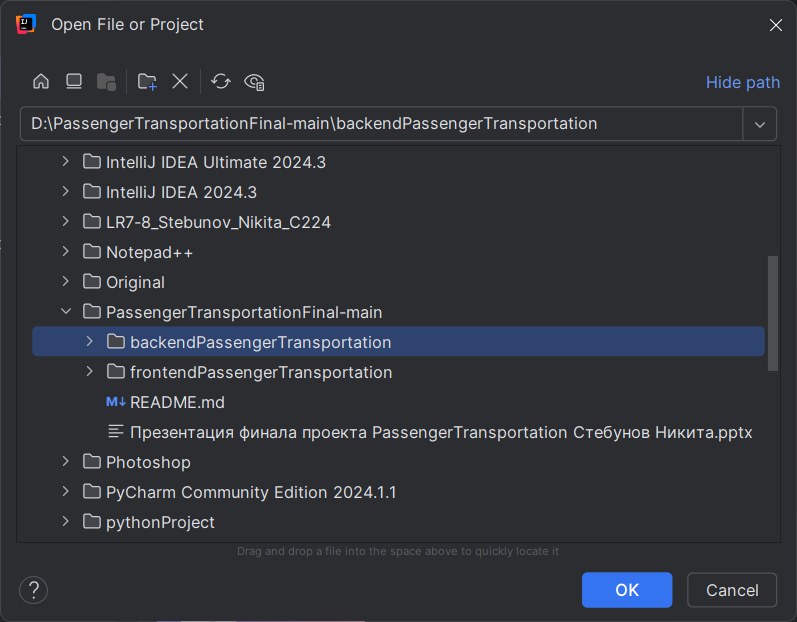 Open File or Project
Hide path
D:\PassengerTransportationFinal-main\backendPassengerTransportation
IntelliJ IDEA Ultimate 2024.3
IntelliJ IDEA 2024.3
LR7-8_Stebunov_Nikita_C224
Notepad++
Original
PassengerTransportationFinal-main
backendPassengerTransportation
frontendPassengerTransportation
M↓ README.md
Презентация финала проекта PassengerTransportation Стебунов Никита.pptx
Photoshop
PyCharm Community Edition 2024.1.1
pythonProject
Drag and drop a file into the space above to quickly locate it
? OK Cancel